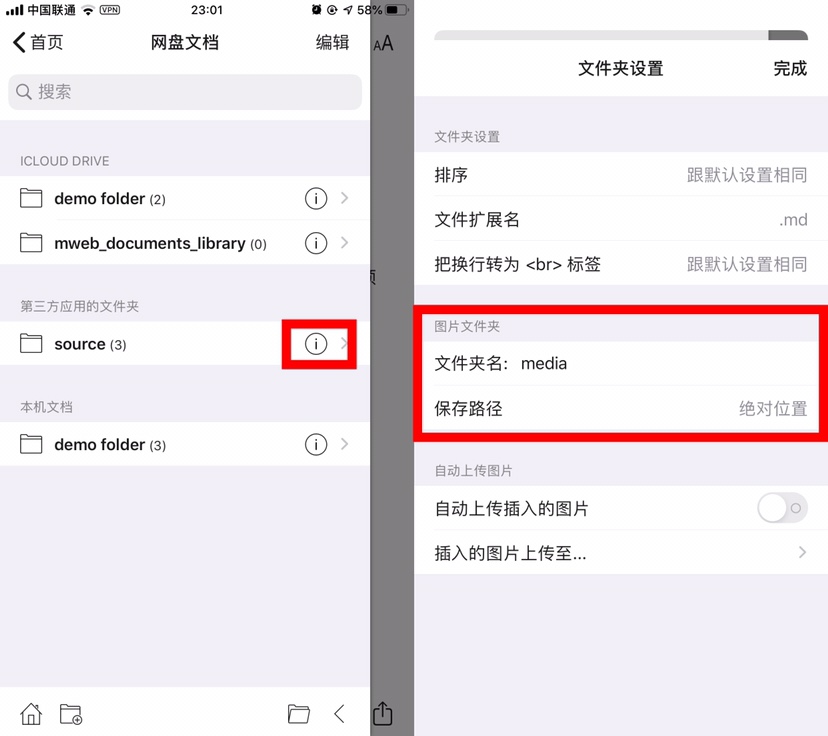 中国联通 VPN 23:01 58%
首页 网盘文档 编辑
搜索
ICLOUD DRIVE
demo folder (2)
mweb_documents_library (0)
第三方应用的文件夹
source (3)
本机文档
demo folder (3)
AA
文件夹设置 完成
文件夹设置
排序 跟默认设置相同
文件扩展名 .md
把换行转为 <br> 标签 跟默认设置相同
图片文件夹
文件夹名： media
保存路径 绝对位置
自动上传图片
自动上传插入的图片
插入的图片上传至...